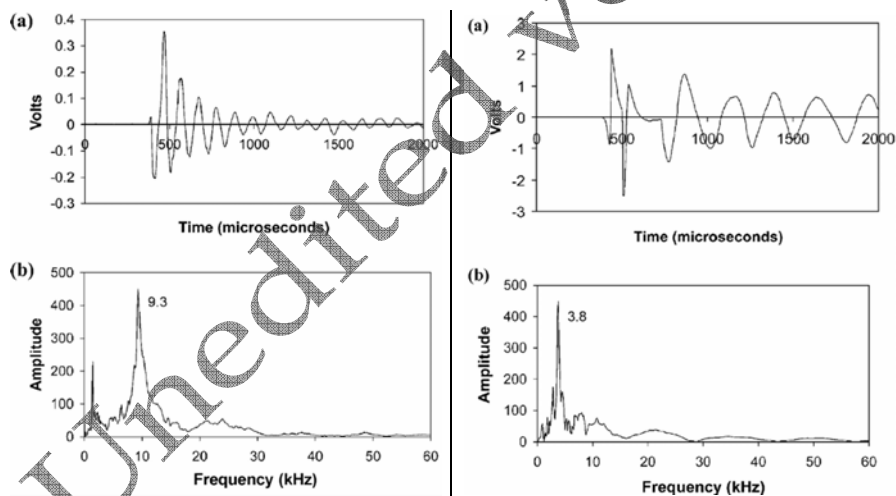 (a)
0.4
0.3
0.2
0.1
0
-0.1
-0.2
-0.3
Volts
0 500 1000 1500 2000
Time (microseconds)
(b)
500
400
300
200
100
0
Amplitude
9.3
0 10 20 30 40 50 60
Frequency (kHz)
(a)
3
2
1
0
-1
-2
-3
Volts
0 500 1000 1500 2000
Time (microseconds)
(b)
500
400
300
200
100
0
Amplitude
3.8
0 10 20 30 40 50 60
Frequency (kHz)
Unedited